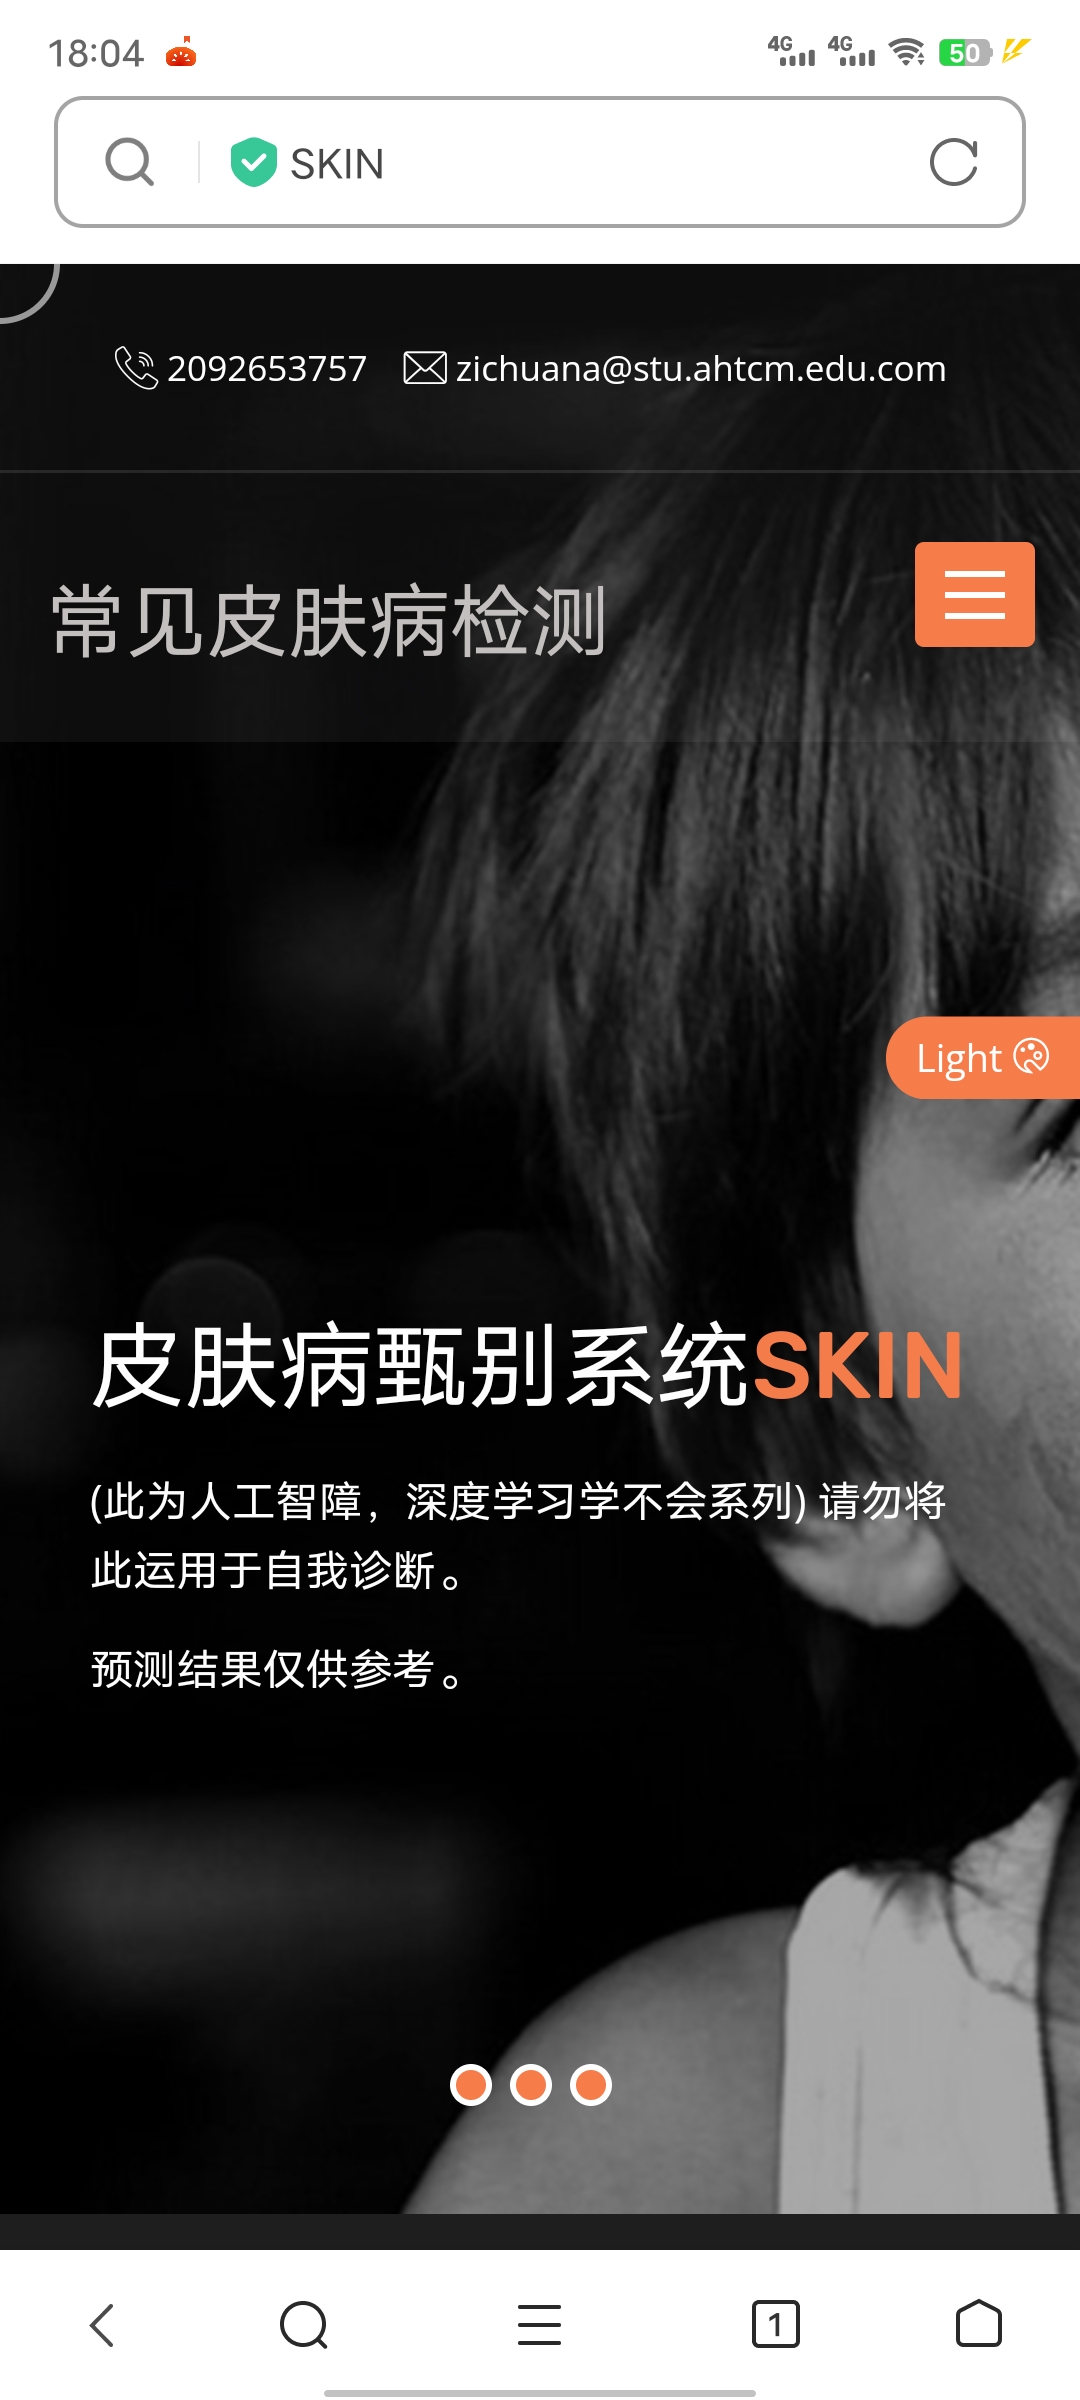 18:04
4G 4G 50
SKIN
2092653757 zichuana@stu.ahtcm.edu.com
常见皮肤病检测
Light
皮肤病甄别系统SKIN
(此为人工智障，深度学习学不会系列) 请勿将
此运用于自我诊断。
预测结果仅供参考。
1